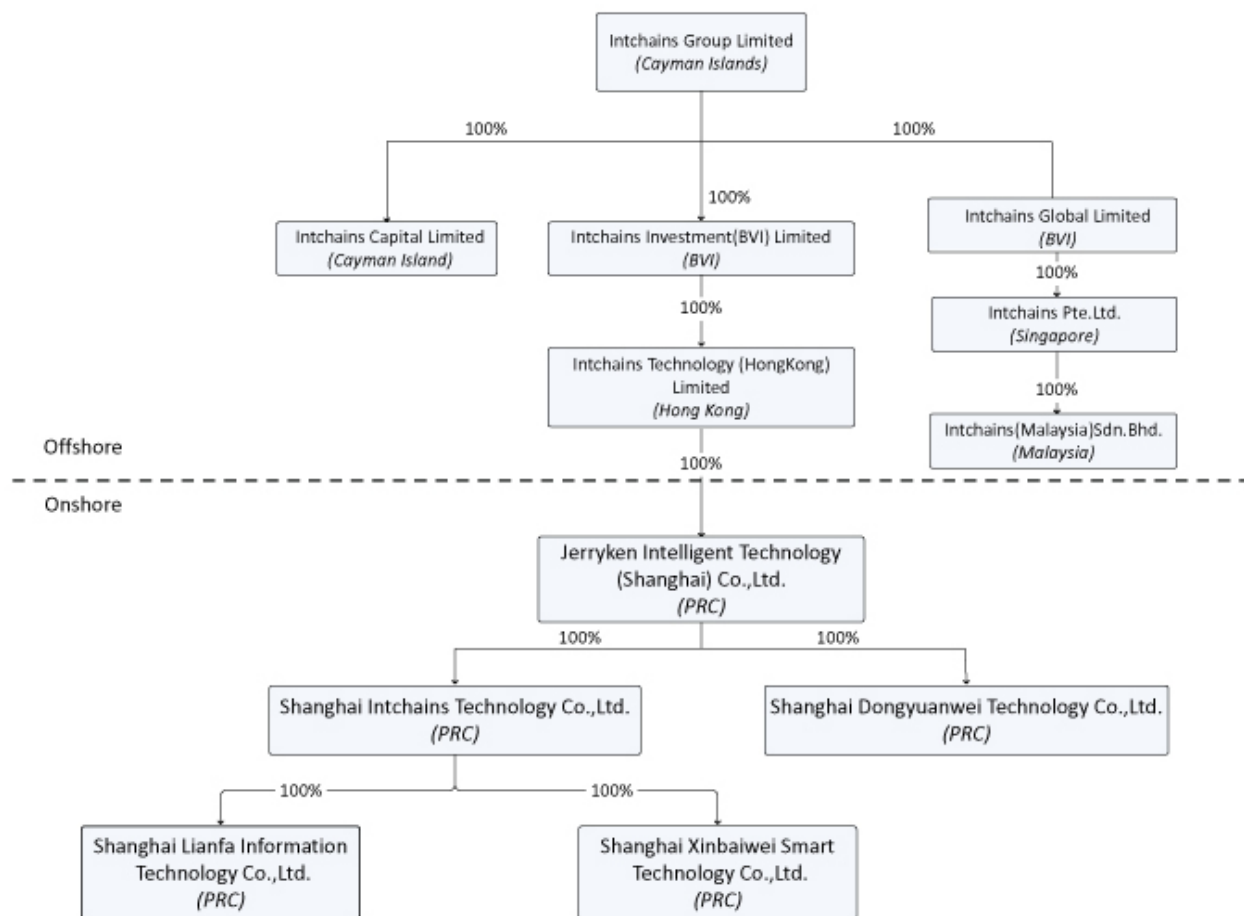 Intchains Group Limited
(Cayman Islands)
100%
100%
100%
Intchains Capital Limited
(Cayman Island)
Intchains Investment(BVI) Limited
(BVI)
Intchains Global Limited
(BVI)
100%
100%
Intchains Pte.Ltd.
(Singapore)
Intchains Technology (HongKong)
Limited
(Hong Kong)
100%
Intchains(Malaysia)Sdn.Bhd.
(Malaysia)
Offshore
100%
Onshore
Jerryken Intelligent Technology
(Shanghai) Co.,Ltd.
(PRC)
100%
100%
Shanghai Intchains Technology Co.,Ltd.
(PRC)
Shanghai Dongyuanwei Technology Co.,Ltd.
(PRC)
100%
100%
Shanghai Lianfa Information
Technology Co.,Ltd.
(PRC)
Shanghai Xinbaiwei Smart
Technology Co.,Ltd.
(PRC)